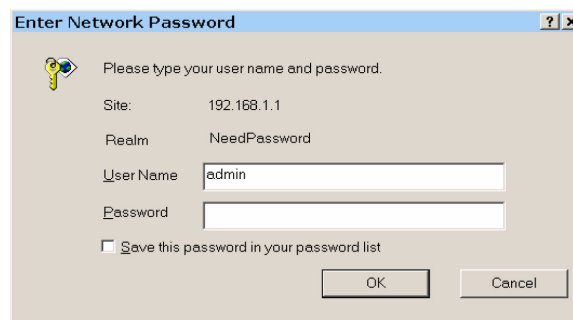 Enter Network Password
Please type your user name and password.
Site: 192.168.1.1
Realm NeedPassword
User Name admin
Password
Save this password in your password list
OK Cancel